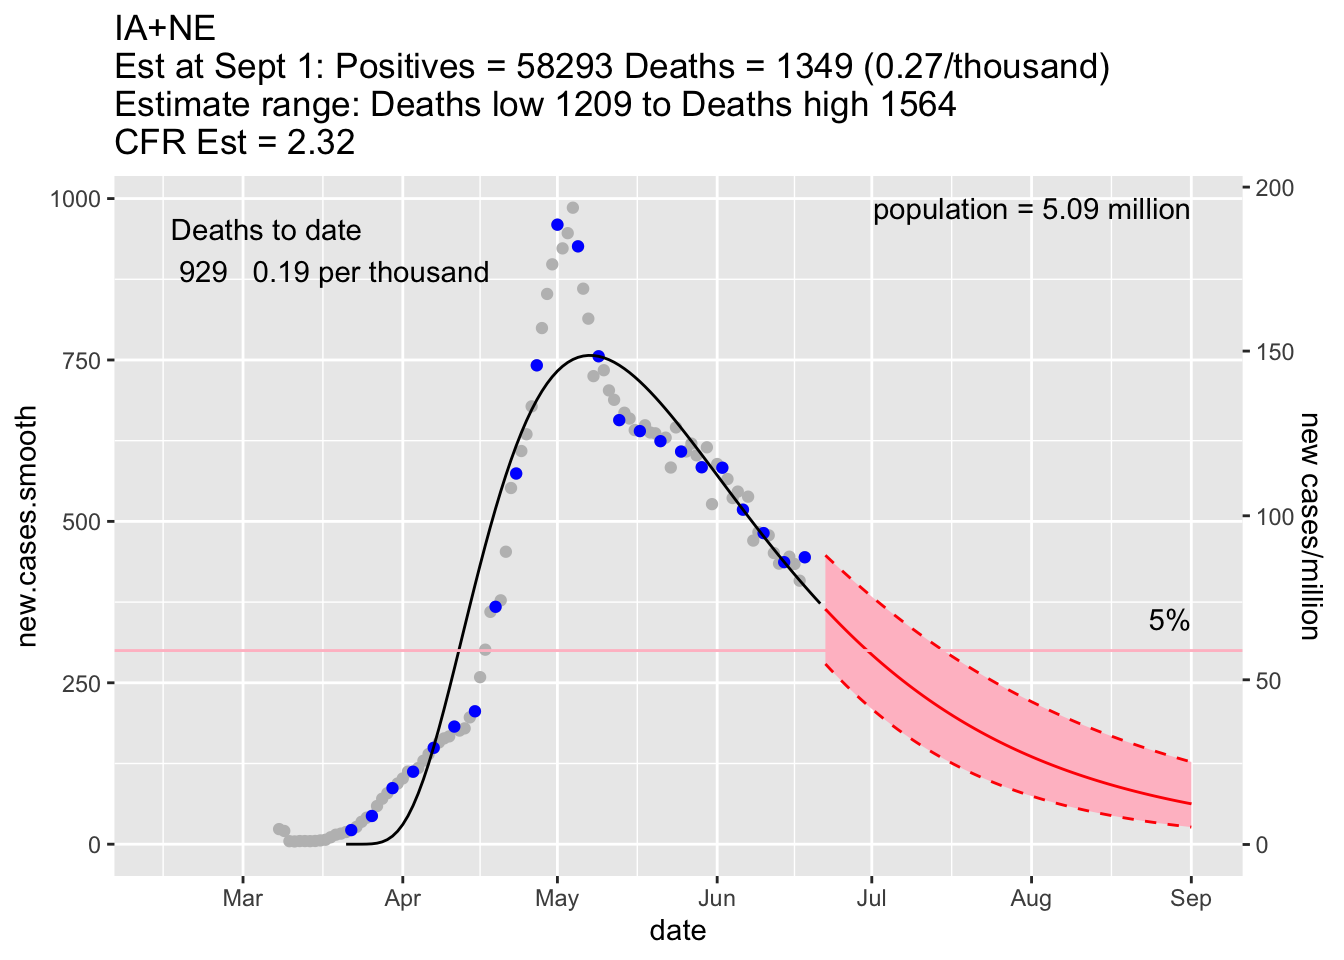 IA+NE
Est at Sept 1: Positives = 58293 Deaths = 1349 (0.27/thousand)
Estimate range: Deaths low 1209 to Deaths high 1564
CFR Est = 2.32
1000
750
500
250
0
new.cases.smooth
Deaths to date
929 0.19 per thousand
population = 5.09 million
5%
200
150
100
50
0
new cases/million
Mar Apr May Jun Jul Aug Sep
date